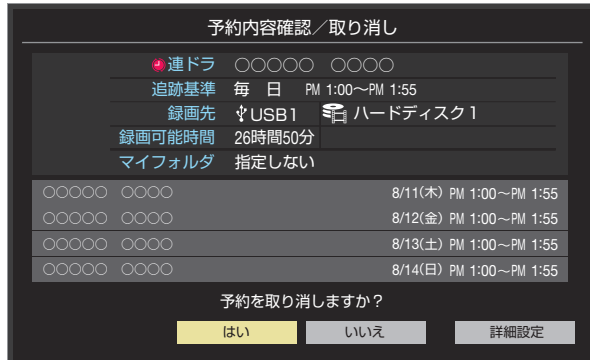 予約内容確認／取り消し
連ドラ ○○○○○ ○○○○
追跡基準 毎 日 PM 1:00～PM 1:55
録画先 USB1 ハードディスク1
録画可能時間 26時間50分
マイフォルダ 指定しない
○○○○○ ○○○○ 8/11(木) PM 1:00～PM 1:55
○○○○○ ○○○○ 8/12(金) PM 1:00～PM 1:55
○○○○○ ○○○○ 8/13(土) PM 1:00～PM 1:55
○○○○○ ○○○○ 8/14(日) PM 1:00～PM 1:55
予約を取り消しますか？
はい いいえ 詳細設定